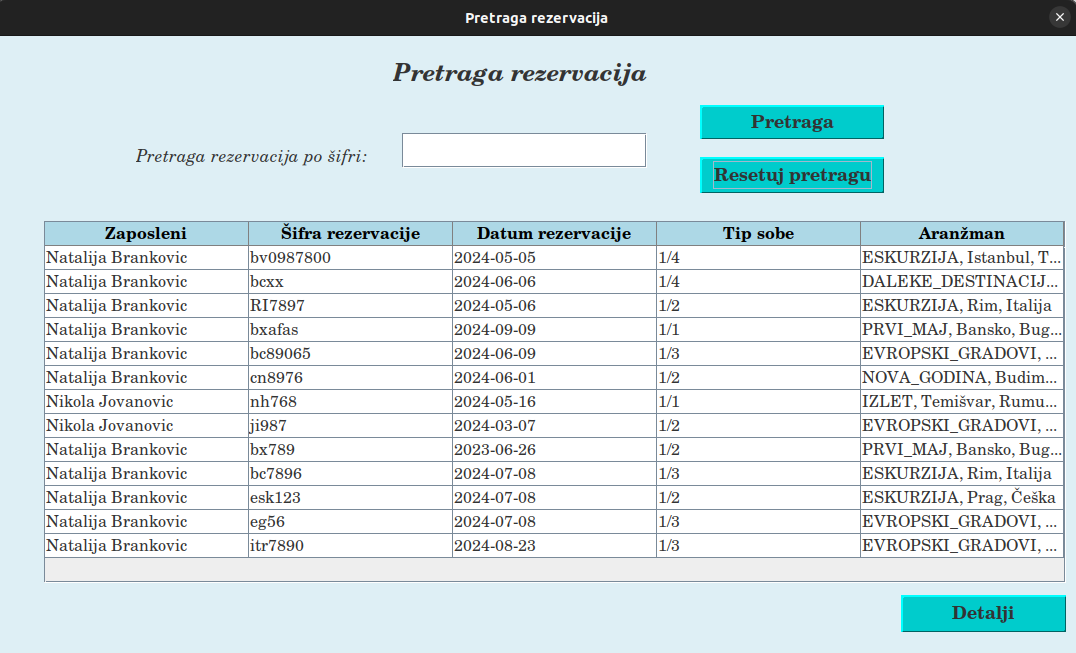 Pretraga rezervacija
Pretraga rezervacija
Pretraga
Pretraga rezervacija po šifri:
Resetuj pretragu
Zaposleni Šifra rezervacije Datum rezervacije Tip sobe Aranžman
Natalija Brankovic bv0987800 2024-05-05 1/4 ESKURZIJA, Istanbul, T...
Natalija Brankovic bcxx 2024-06-06 1/4 DALEKE_DESTINACIJ...
Natalija Brankovic RI7897 2024-05-06 1/2 ESKURZIJA, Rim, Italija
Natalija Brankovic bxafas 2024-09-09 1/1 PRVI_MAJ, Bansko, Bug...
Natalija Brankovic bc89065 2024-06-09 1/3 EVROPSKI_GRADOVI, ...
Natalija Brankovic cn8976 2024-06-01 1/2 NOVA_GODINA, Budim...
Nikola Jovanovic nh768 2024-05-16 1/1 IZLET, Temišvar, Rumu...
Nikola Jovanovic ji987 2024-03-07 1/2 EVROPSKI_GRADOVI, ...
Natalija Brankovic bx789 2023-06-26 1/2 PRVI_MAJ, Bansko, Bug...
Natalija Brankovic bc7896 2024-07-08 1/3 ESKURZIJA, Rim, Italija
Natalija Brankovic esk123 2024-07-08 1/2 ESKURZIJA, Prag, Češka
Natalija Brankovic eg56 2024-07-08 1/3 EVROPSKI_GRADOVI, ...
Natalija Brankovic itr7890 2024-08-23 1/3 EVROPSKI_GRADOVI, ...
Detalji